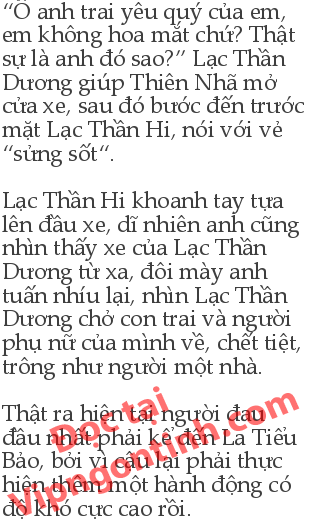 “Ô anh trai yêu quý của em,
em không hoa mắt chứ? Thật
sự là anh đó sao?” Lạc Thần
Dương giúp Thiên Nhã mở
cửa xe, sau đó bước đến trước
mặt Lạc Thần Hi, nói với vẻ
“sửng sốt“.
Lạc Thần Hi khoanh tay tựa
lên đầu xe, dĩ nhiên anh cũng
nhìn thấy xe của Lạc Thần
Dương từ xa, đôi mày anh
tuấn nhíu lại, nhìn Lạc Thần
Dương chở con trai và người
phụ nữ của mình về, chết tiệt,
trông như người một nhà.
Thật ra hiện tại người đau
đầu nhất phải kể đến La Tiểu
Bảo, bởi vì cậu lại phải thực
hiện thêm một hành động có
độ khó cực cao rồi.
Đọc tại
Vipngontinh.com